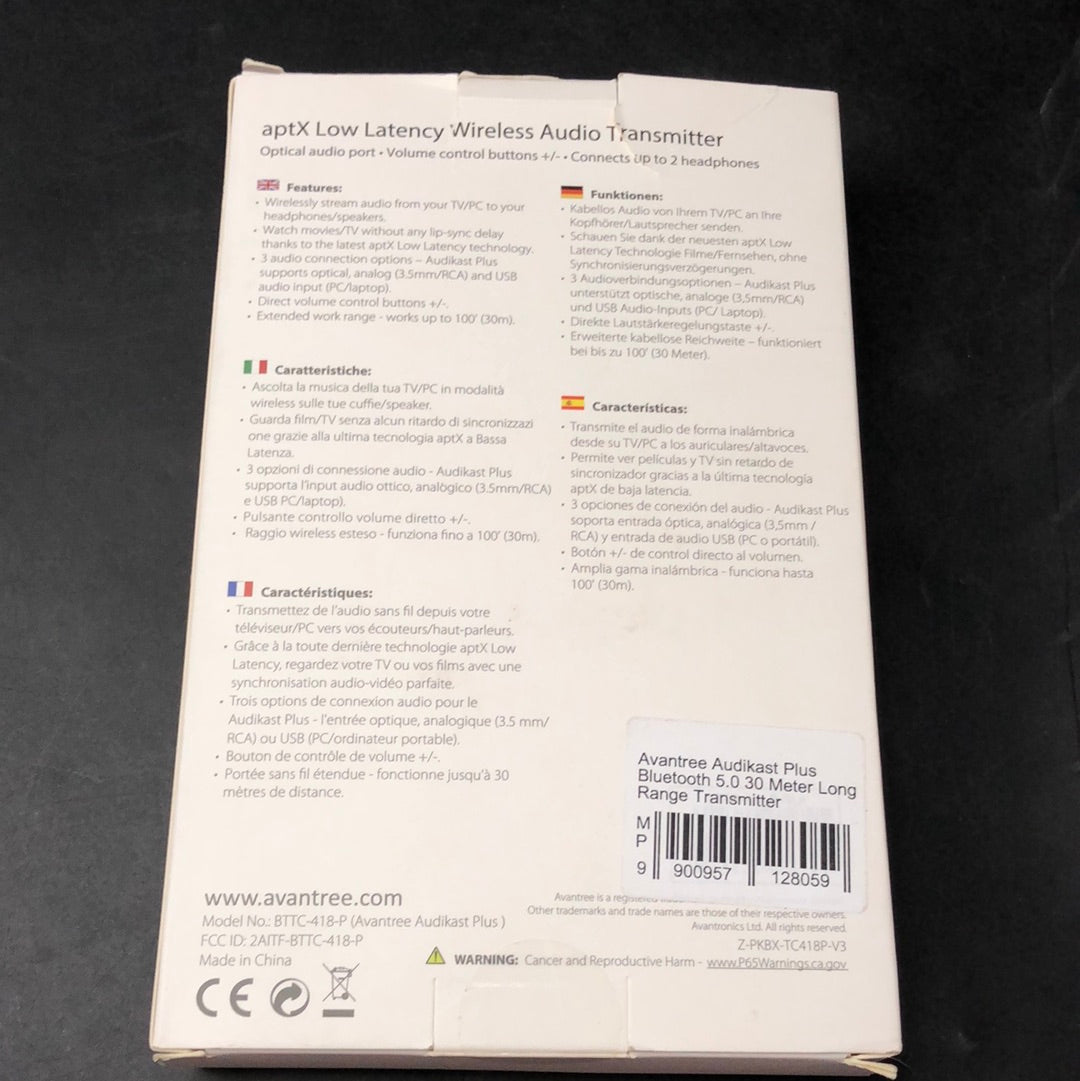 aptX Low Latency Wireless Audio Transmitter
Optical audio port • Volume control buttons +/- • Connects up to 2 headphones
Features:
• Wirelessly stream audio from your TV/PC to your
headphones/speakers.
• Watch movies/TV without any lip-sync delay
thanks to the latest aptX Low Latency technology.
• 3 audio connection options – Audikast Plus
supports optical, analog (3.5mm/RCA) and USB
audio input (PC/laptop).
• Direct volume control buttons +/-.
• Extended work range - works up to 100' (30m).
Funktionen:
• Kabellos Audio von Ihrem TV/PC an Ihre
Kopfhörer/Lautsprecher senden.
• Schauen Sie dank der neuesten aptX Low
Latency Technologie Filme/Fernsehen, ohne
Synchronisierungsverzögerungen.
• 3 Audioverbindungsoptionen – Audikast Plus
unterstützt optische, analoge (3,5mm/RCA)
und USB Audio-Inputs (PC/ Laptop).
• Direkte Lautstärkeregelungstaste +/-.
• Erweiterte kabellose Reichweite – funktioniert
bei bis zu 100' (30 Meter).
Caratteristiche:
• Ascolta la musica della tua TV/PC in modalità
wireless sulle tue cuffie/speaker.
• Guarda film/TV senza alcun ritardo di sincronizzazi
one grazie alla ultima tecnologia aptX a Bassa
Latenza.
• 3 opzioni di connessione audio - Audikast Plus
supporta l'input audio ottico, analogico (3.5mm/RCA)
e USB PC/laptop).
• Pulsante controllo volume diretto +/-.
• Raggio wireless esteso - funziona fino a 100' (30m).
Características:
• Transmite el audio de forma inalámbrica
desde su TV/PC a los auriculares/altavoces.
• Permite ver películas y TV sin retardo de
sincronizador gracias a la última tecnología
aptX de baja latencia.
• 3 opciones de conexión del audio - Audikast Plus
soporta entrada óptica, analógica (3,5mm /
RCA) y entrada de audio USB (PC o portátil).
• Botón +/- de control directo al volumen.
• Amplia gama inalámbrica - funciona hasta
100' (30m).
Caractéristiques:
• Transmettez de l'audio sans fil depuis votre
téléviseur/PC vers vos écouteurs/haut-parleurs.
• Grâce à la toute dernière technologie aptX Low
Latency, regardez votre TV ou vos films avec une
synchronisation audio-vidéo parfaite.
• Trois options de connexion audio pour le
Audikast Plus - l'entrée optique, analogique (3.5 mm/
RCA) ou USB (PC/ordinateur portable).
• Bouton de contrôle de volume +/-.
• Portée sans fil étendue - fonctionne jusqu'à 30
mètres de distance.
Avantree Audikast Plus
Bluetooth 5.0 30 Meter Long
Range Transmitter
M
P
9 900957 128059
www.avantree.com
Model No.: BTTC-418-P (Avantree Audikast Plus )
FCC ID: 2AITF-BTTC-418-P
Made in China
CE
Avantree is a registered
Other trademarks and trade names are those of their respective owners.
Avantronics Ltd. All rights reserved.
Z-PKBX-TC418P-V3
WARNING: Cancer and Reproductive Harm - www.P65Warnings.ca.gov